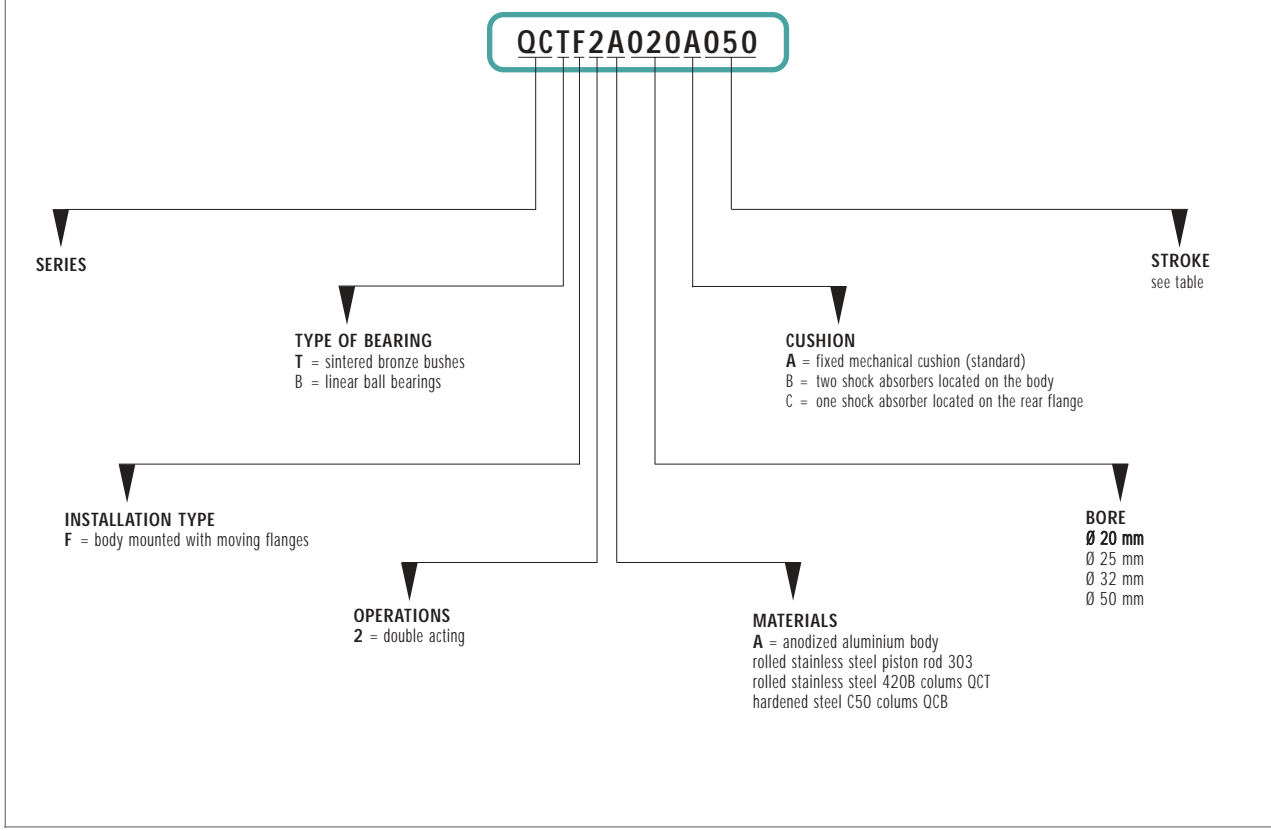 QCTF2A020A050
SERIES
STROKE
see table
TYPE OF BEARING
T = sintered bronze bushes
B = linear ball bearings
CUSHION
A = fixed mechanical cushion (standard)
B = two shock absorbers located on the body
C = one shock absorber located on the rear flange
INSTALLATION TYPE
F = body mounted with moving flanges
BORE
Ø 20 mm
Ø 25 mm
Ø 32 mm
Ø 50 mm
OPERATIONS
2 = double acting
MATERIALS
A = anodized aluminium body
rolled stainless steel piston rod 303
rolled stainless steel 420B colums QCT
hardened steel C50 colums QCB